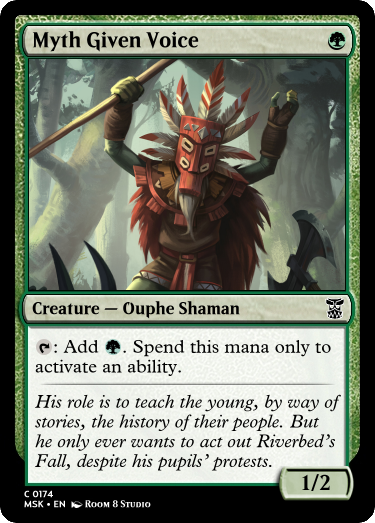 Myth Given Voice
Creature — Ouphe Shaman
: Add . Spend this mana only to
activate an ability.
His role is to teach the young, by way of
stories, the history of their people. But
he only ever wants to act out Riverbed's
Fall, despite his pupils' protests.
1/2
C 0174
MSK • EN Room 8 Studio